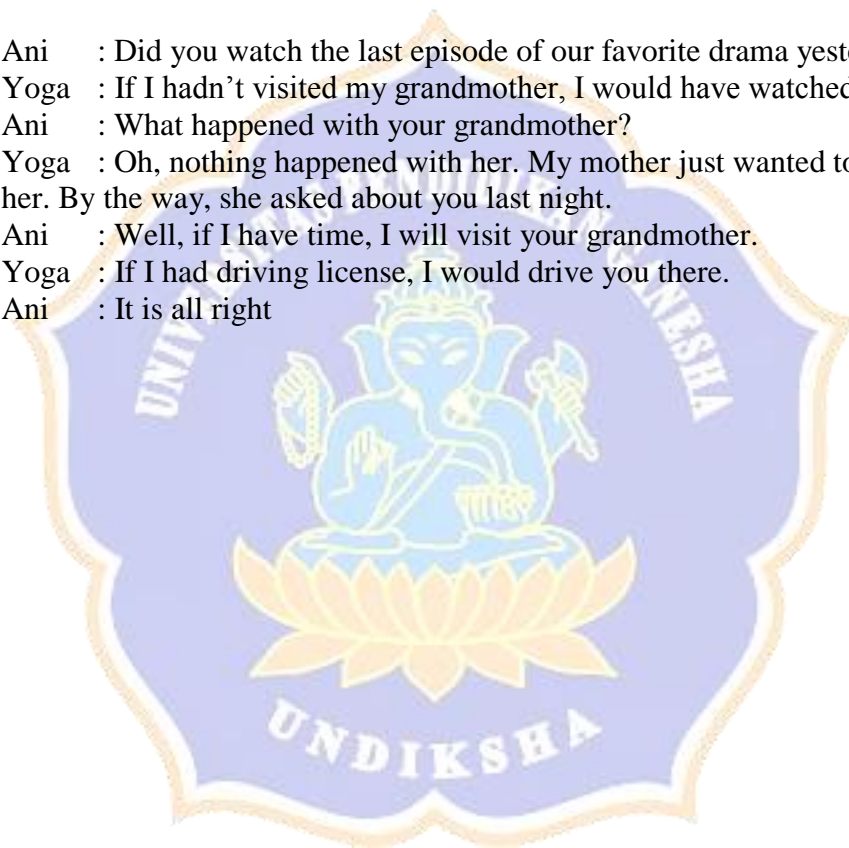 Ani : Did you watch the last episode of our favorite drama
Yoga : If I hadn't visited my grandmother, I would have watched
Ani : What happened with your grandmother?
Yoga : Oh, nothing happened with her. My mother just wanted to
her. By the way, she asked about you last night.
Ani : Well, if I have time, I will visit your grandmother.
Yoga : If I had driving license, I would drive you there.
Ani : It is all right
UNIVERSITAS PENDIDIKAN GANESHA
UNDIKSHA